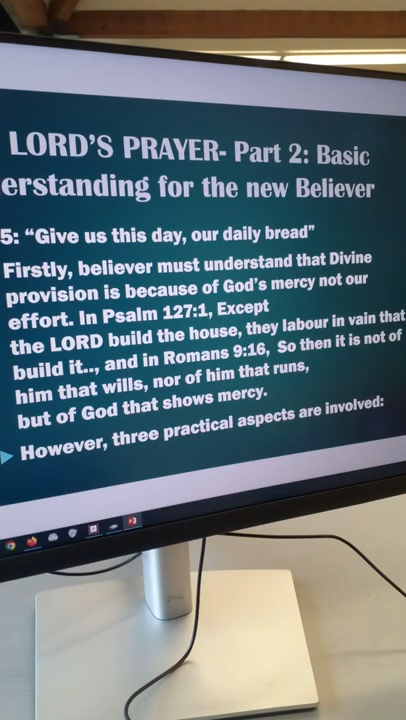 LORD'S PRAYER- Part 2: Basic
erstanding for the new Believer
5: “Give us this day, our daily bread”
Firstly, believer must understand that Divine
provision is because of God's mercy not our
effort. In Psalm 127:1, Except
the LORD build the house, they labour in vain that
build it.., and in Romans 9:16, So then it is not of
him that wills, nor of him that runs,
but of God that shows mercy.
However, three practical aspects are involved:
DELL